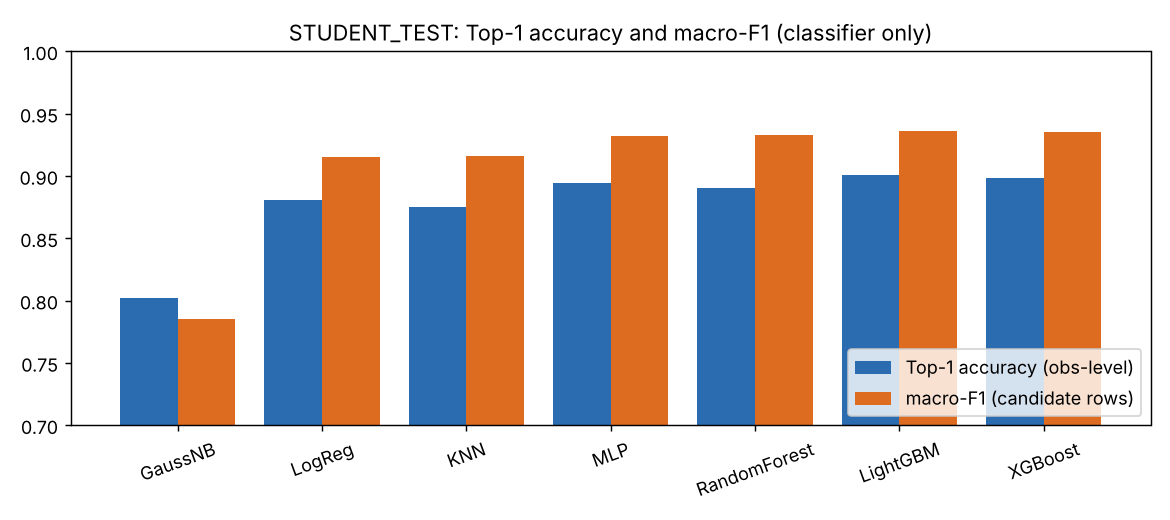 STUDENT_TEST: Top-1 accuracy and macro-F1 (classifier only)
1.00
0.95
0.90
0.85
0.80
0.75
0.70
Top-1 accuracy (obs-level)
macro-F1 (candidate rows)
GaussNB
LogReg
KNN
MLP
RandomForest
LightGBM
XGBoost